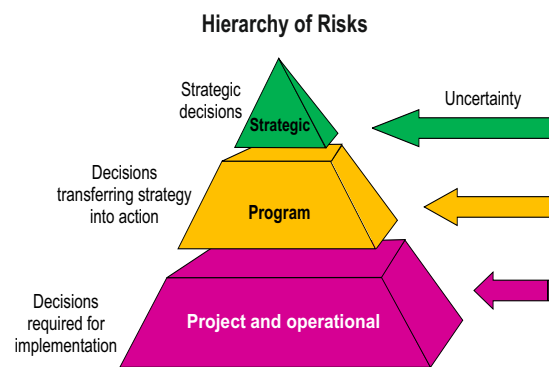 Hierarchy of Risks
Strategic
decisions
Uncertainty
Strategic
Decisions
transferring strategy
into action
Program
Decisions
required for
implementation
Project and operational